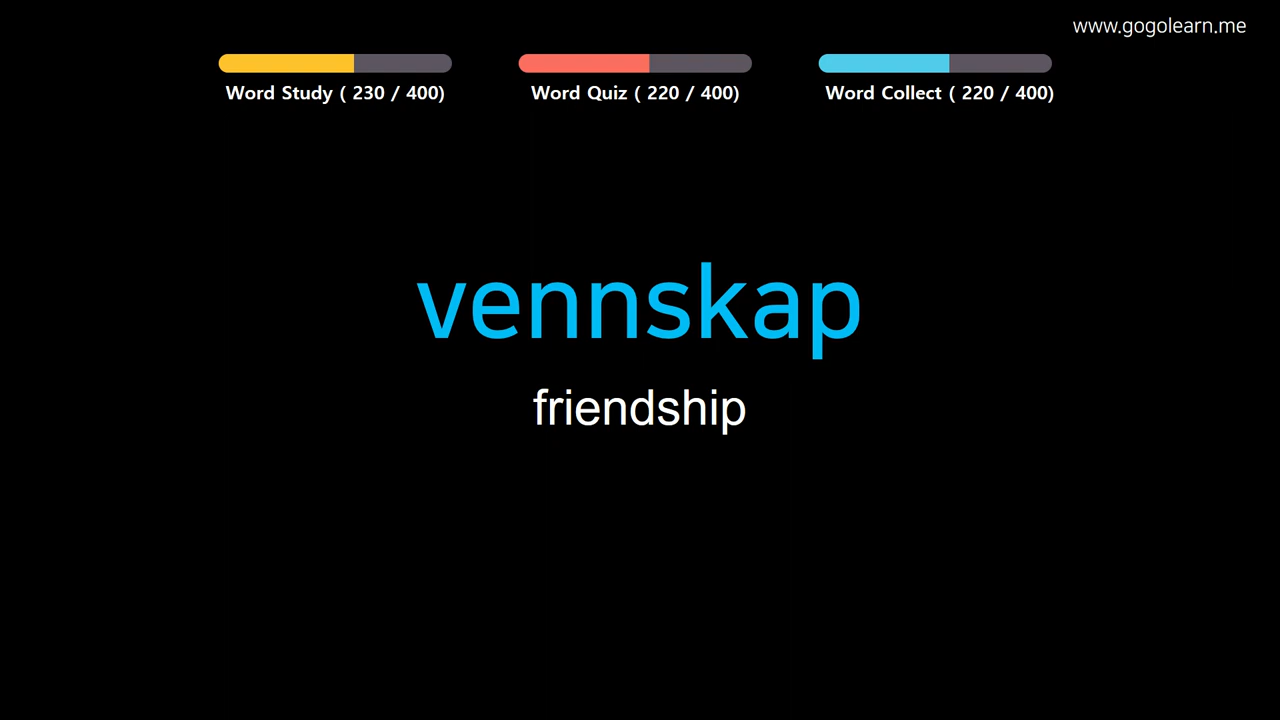 www.gogolearn.me
Word Study ( 230 / 400)
Word Quiz ( 220 / 400)
Word Collect ( 220 / 400)
vennskap
friendship